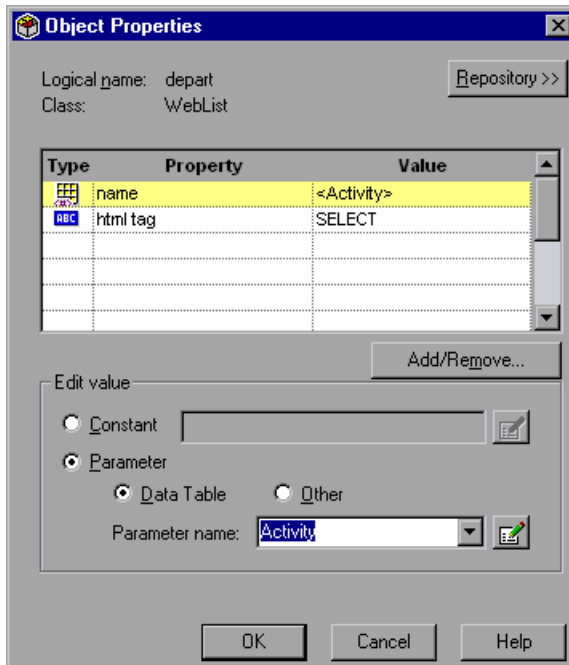 Object Properties
Logical name: depart
Repository >>
Class: WebList
Type Property Value
name <Activity>
ABC html tag SELECT
Add/Remove...
Edit value
Constant
Parameter
Data Table Other
Parameter name: Activity
OK Cancel Help